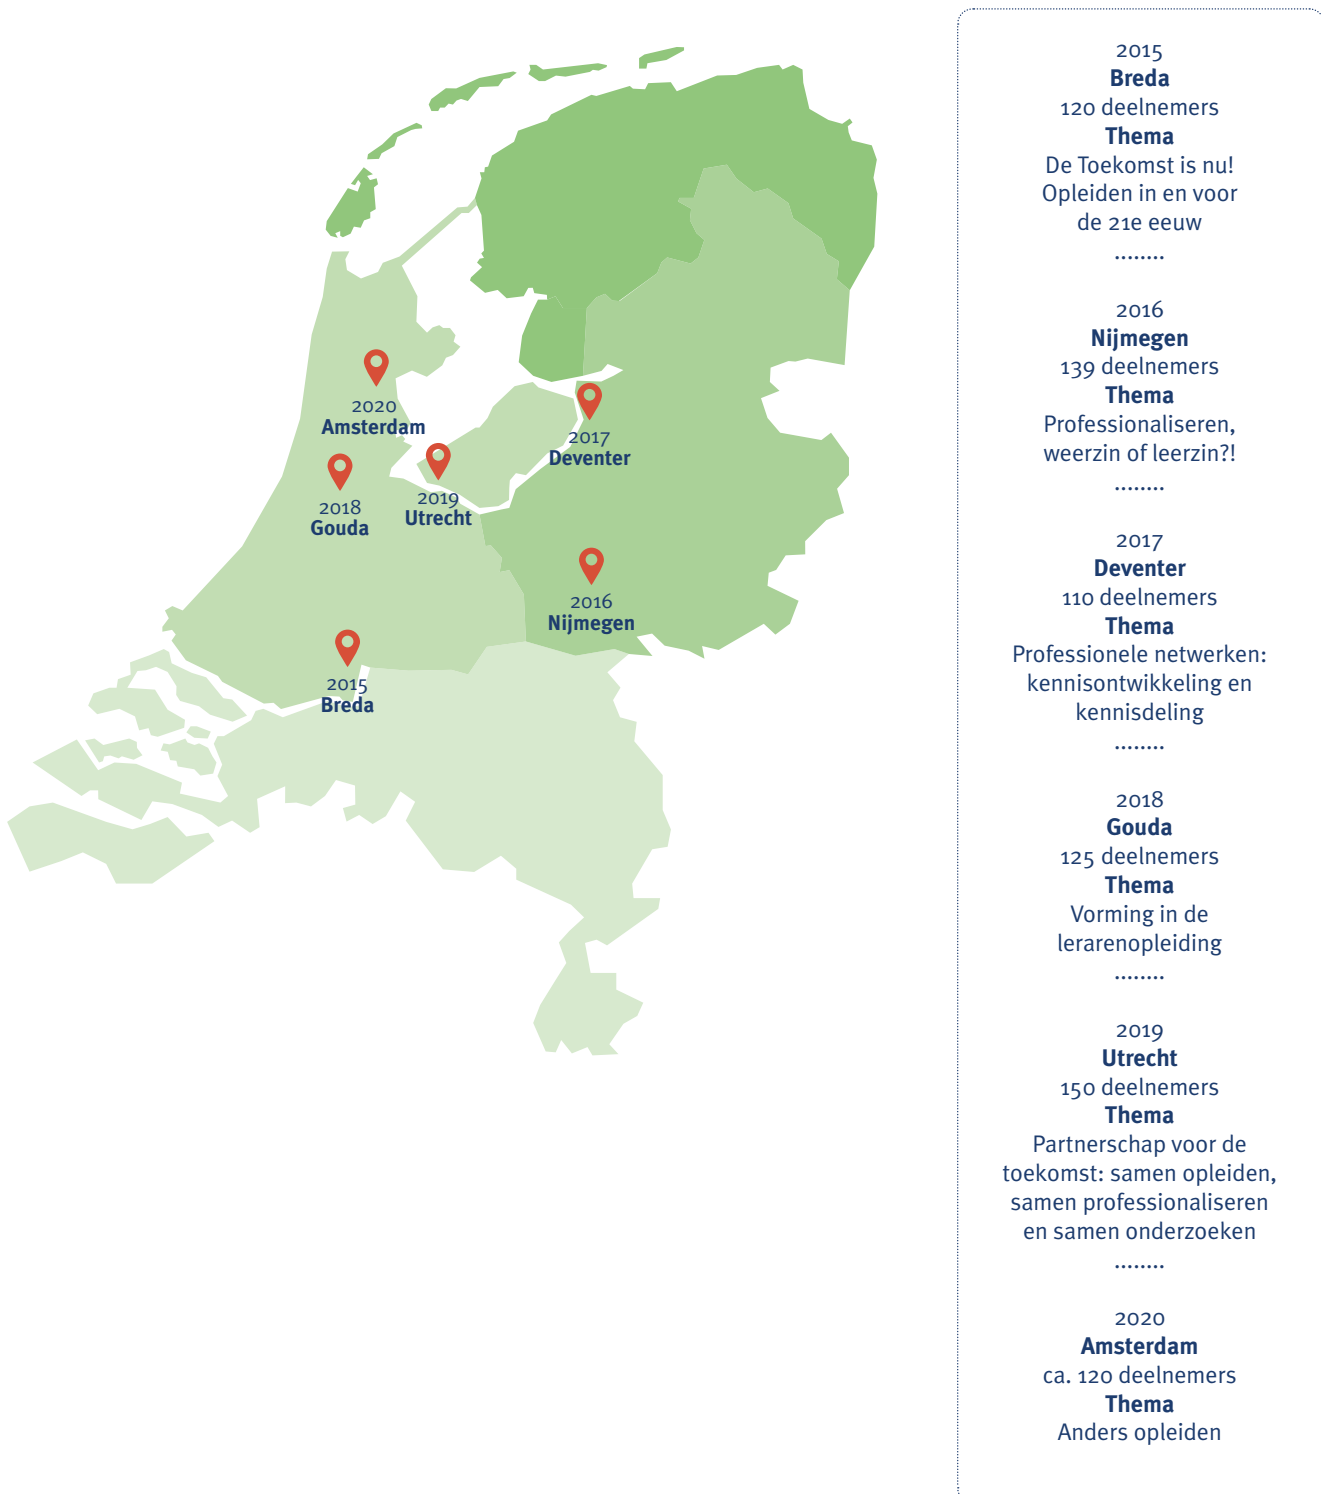 2020
Amsterdam
2017
Deventer
2018
Gouda
2019
Utrecht
2016
Nijmegen
2015
Breda
2015
Breda
120 deelnemers
Thema
De Toekomst is nu!
Opleiden in en voor
de 21e eeuw
........
2016
Nijmegen
139 deelnemers
Thema
Professionaliseren,
weerzin of leerzin?!
........
2017
Deventer
110 deelnemers
Thema
Professionele netwerken:
kennisontwikkeling en
kennisdeling
........
2018
Gouda
125 deelnemers
Thema
Vorming in de
lerarenopleiding
........
2019
Utrecht
150 deelnemers
Thema
Partnerschap voor de
toekomst: samen opleiden,
samen professionaliseren
en samen onderzoeken
........
2020
Amsterdam
ca. 120 deelnemers
Thema
Anders opleiden